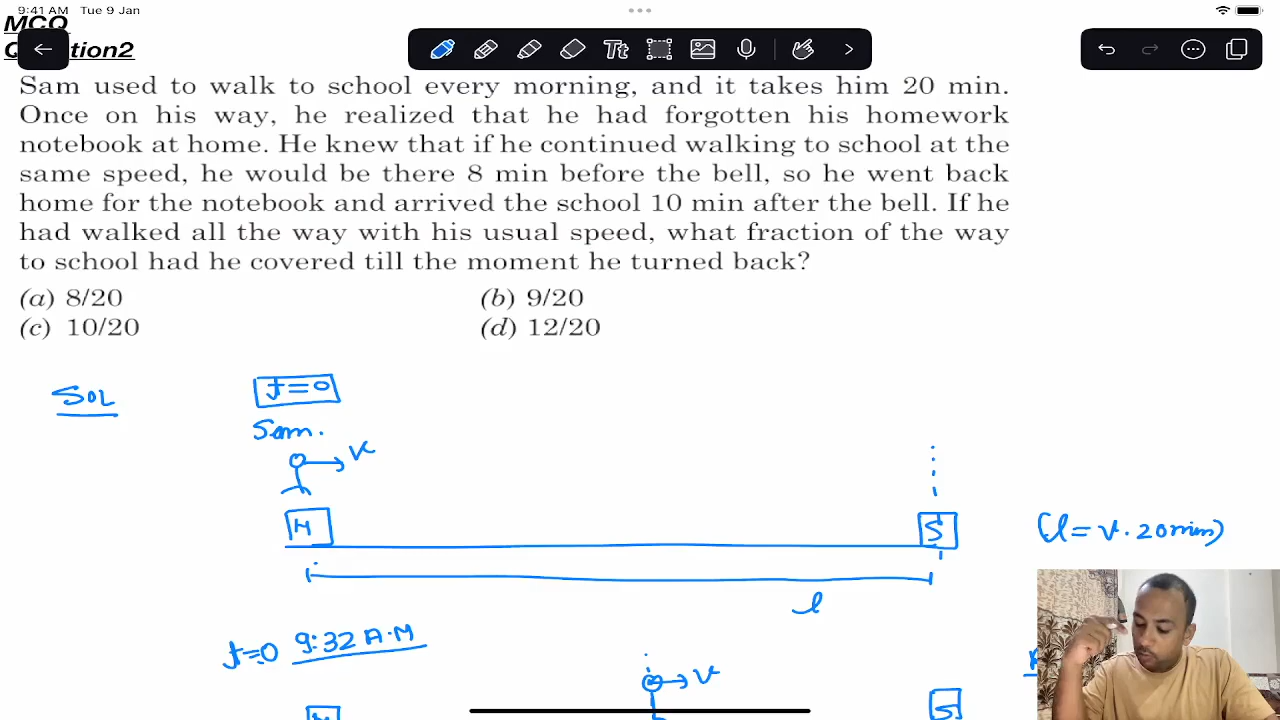 9:41 AM Tue 9 Jan
MCQ
Tt
Sam used to walk to school every morning, and it takes him 20 min.
Once on his way, he realized that he had forgotten his homework
notebook at home. He knew that if he continued walking to school at the
same speed, he would be there 8 min before the bell, so he went back
home for the notebook and arrived the school 10 min after the bell. If he
had walked all the way with his usual speed, what fraction of the way
to school had he covered till the moment he turned back?
(a) 8/20 (b) 9/20
(c) 10/20 (d) 12/20
SOL
t=0
Sam.
v
H
S
(l = v.20min)
l
t=0 9:32 A.M
v
S